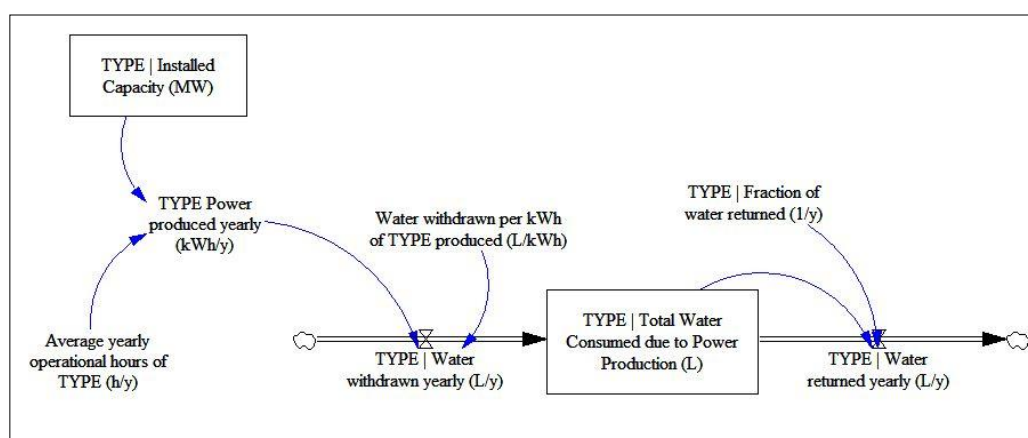 TYPE | Installed
Capacity (MW)
TYPE Power
produced yearly
(kWh/y)
Water withdrawn per kWh
of TYPE produced (L/kWh)
TYPE | Fraction of
water returned (1/y)
Average yearly
operational hours of
TYPE (h/y)
TYPE | Water
withdrawn yearly (L/y)
TYPE | Total Water
Consumed due to Power
Production (L)
TYPE | Water
returned yearly (L/y)